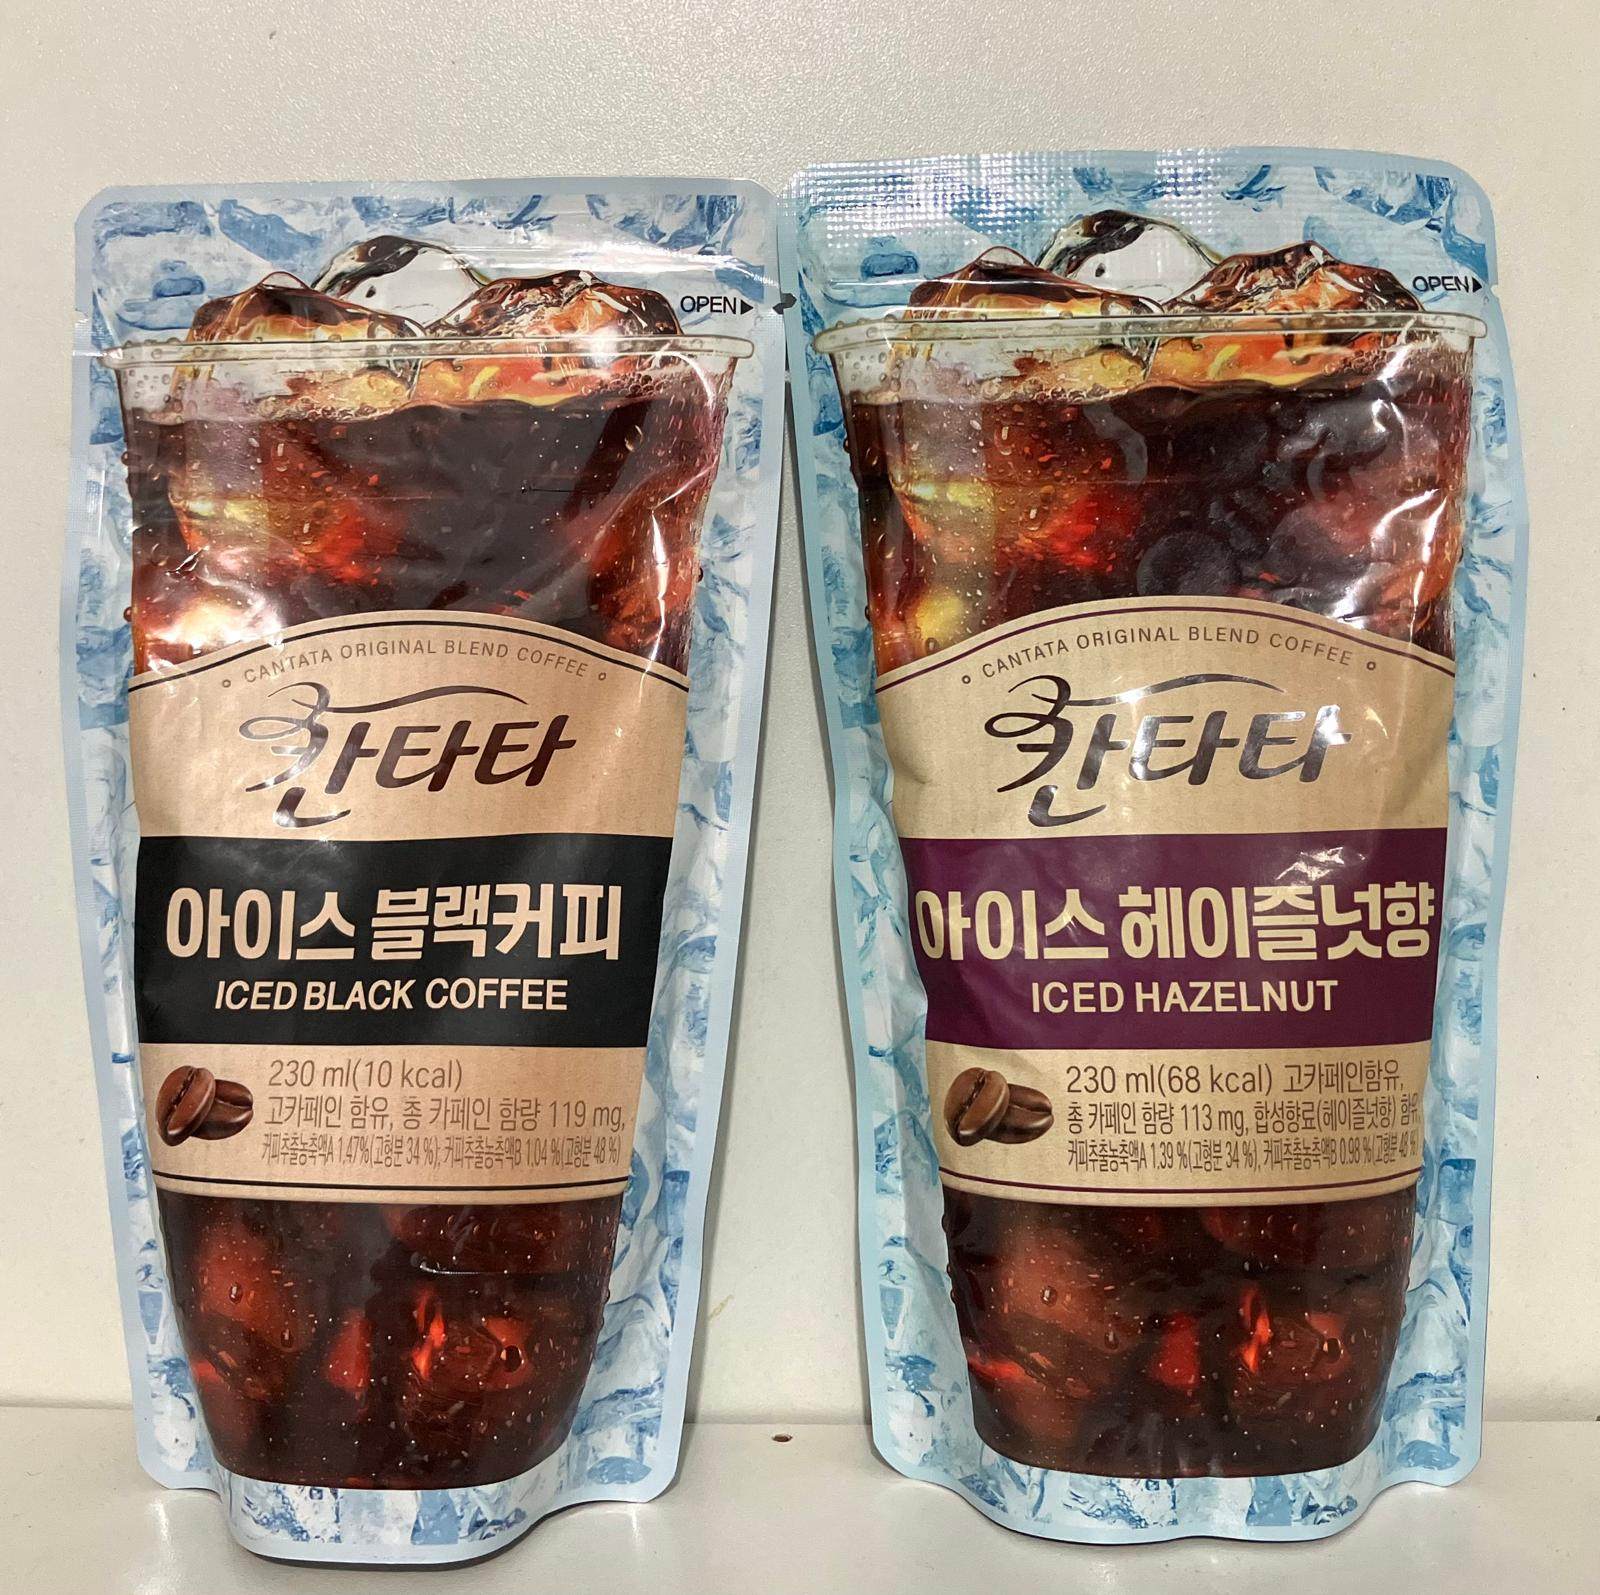 OPEN▶
CANTATA ORIGINAL BLEND COFFEE
칸타타
아이스 블랙커피
ICED BLACK COFFEE
230 ml(10 kcal)
고카페인 함유, 총 카페인 함량 119 mg,
커피추출농축액A 1.47%(고형분 34 %), 커피추출농축액B 1.04 %(고형분 48 %)
OPEN▶
CANTATA ORIGINAL BLEND COFFEE
칸타타
아이스 헤이즐넛향
ICED HAZELNUT
230 ml(68 kcal) 고카페인함유,
총 카페인 함량 113 mg, 합성향료(헤이즐넛향) 함유,
커피추출농축액A 1.39 %(고형분 34 %), 커피추출농축액B 0.98 %(고형분 48 %)